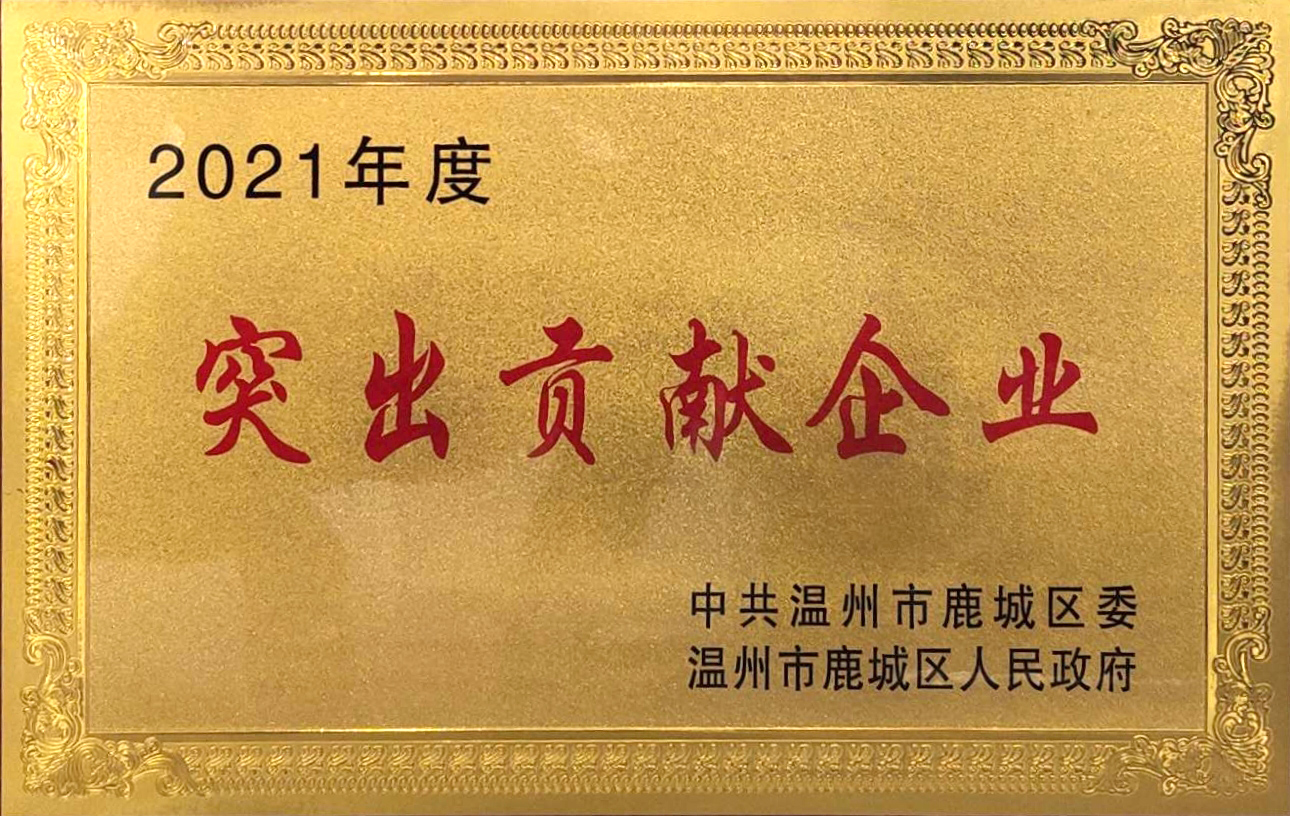 2021年度
突出贡献企业
中共温州市鹿城区委
温州市鹿城区人民政府